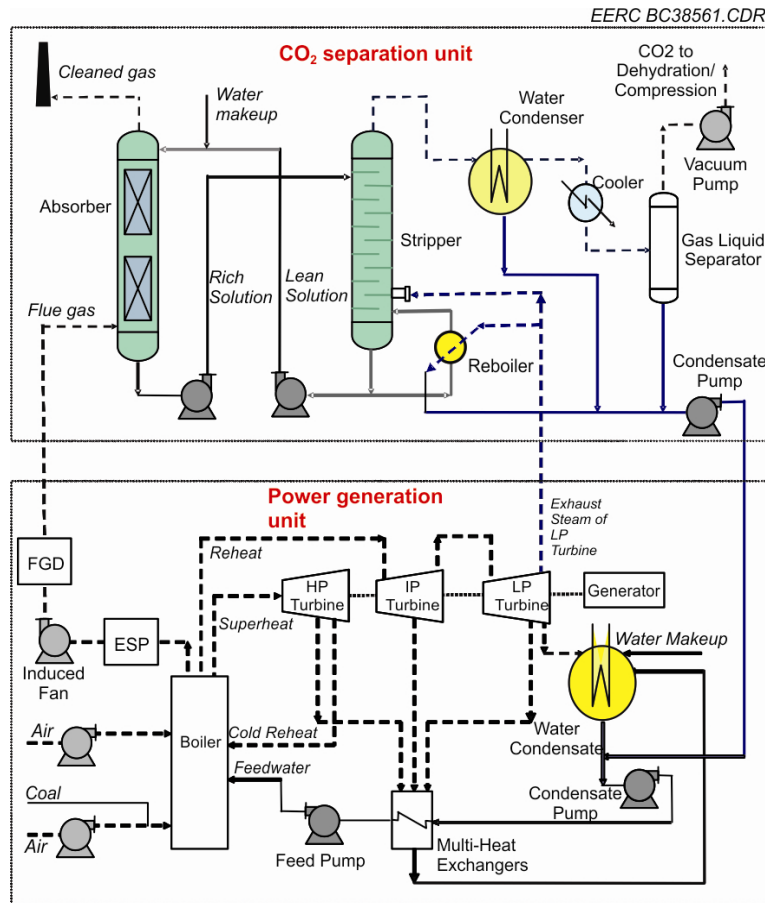 EERC BC38561.CDR
CO₂ separation unit
Cleaned gas
Water
makeup
Water
Condenser
CO2 to
Dehydration/
Compression
Vacuum
Pump
Cooler
Absorber
Stripper
Gas Liquid
Separator
Rich
Solution
Lean
Solution
Flue gas
Reboiler
Condensate
Pump
Power generation
unit
Exhaust
Steam of
LP
Turbine
Reheat
FGD
HP
Turbine
IP
Turbine
LP
Turbine
Generator
Superheat
ESP
Induced
Fan
Water Makeup
Air
Boiler
Cold Reheat
Water
Condensate
Feedwater
Coal
Condensate
Pump
Air
Feed Pump
Multi-Heat
Exchangers